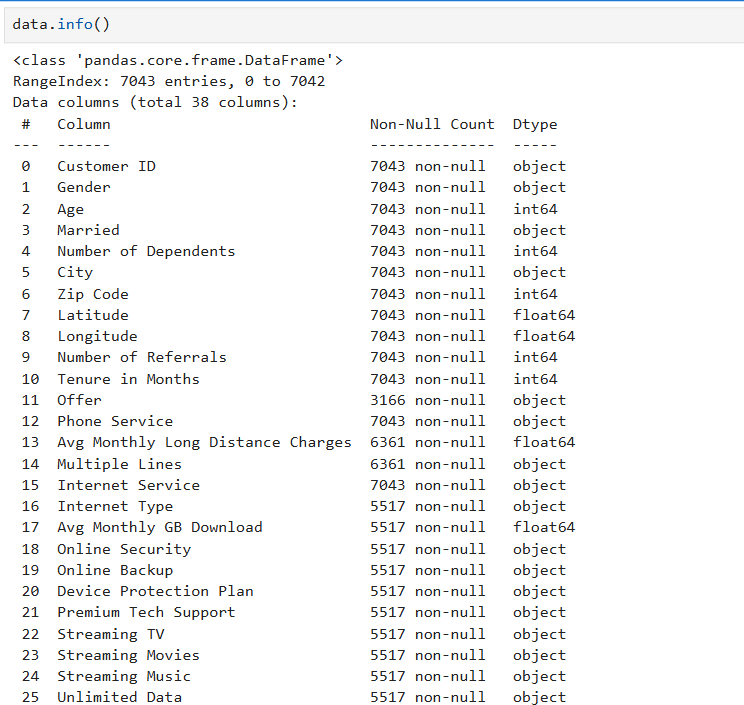 data.info()
<class 'pandas.core.frame.DataFrame'>
RangeIndex: 7043 entries, 0 to 7042
Data columns (total 38 columns):
 #   Column                             Non-Null Count  Dtype
---  ------                             --------------  -----
 0   Customer ID                        7043 non-null   object
 1   Gender                             7043 non-null   object
 2   Age                                7043 non-null   int64
 3   Married                            7043 non-null   object
 4   Number of Dependents               7043 non-null   int64
 5   City                               7043 non-null   object
 6   Zip Code                           7043 non-null   int64
 7   Latitude                           7043 non-null   float64
 8   Longitude                          7043 non-null   float64
 9   Number of Referrals                7043 non-null   int64
 10  Tenure in Months                   7043 non-null   int64
 11  Offer                              3166 non-null   object
 12  Phone Service                      7043 non-null   object
 13  Avg Monthly Long Distance Charges  6361 non-null   float64
 14  Multiple Lines                     6361 non-null   object
 15  Internet Service                   7043 non-null   object
 16  Internet Type                      5517 non-null   object
 17  Avg Monthly GB Download            5517 non-null   float64
 18  Online Security                    5517 non-null   object
 19  Online Backup                      5517 non-null   object
 20  Device Protection Plan             5517 non-null   object
 21  Premium Tech Support               5517 non-null   object
 22  Streaming TV                       5517 non-null   object
 23  Streaming Movies                   5517 non-null   object
 24  Streaming Music                    5517 non-null   object
 25  Unlimited Data                     5517 non-null   object